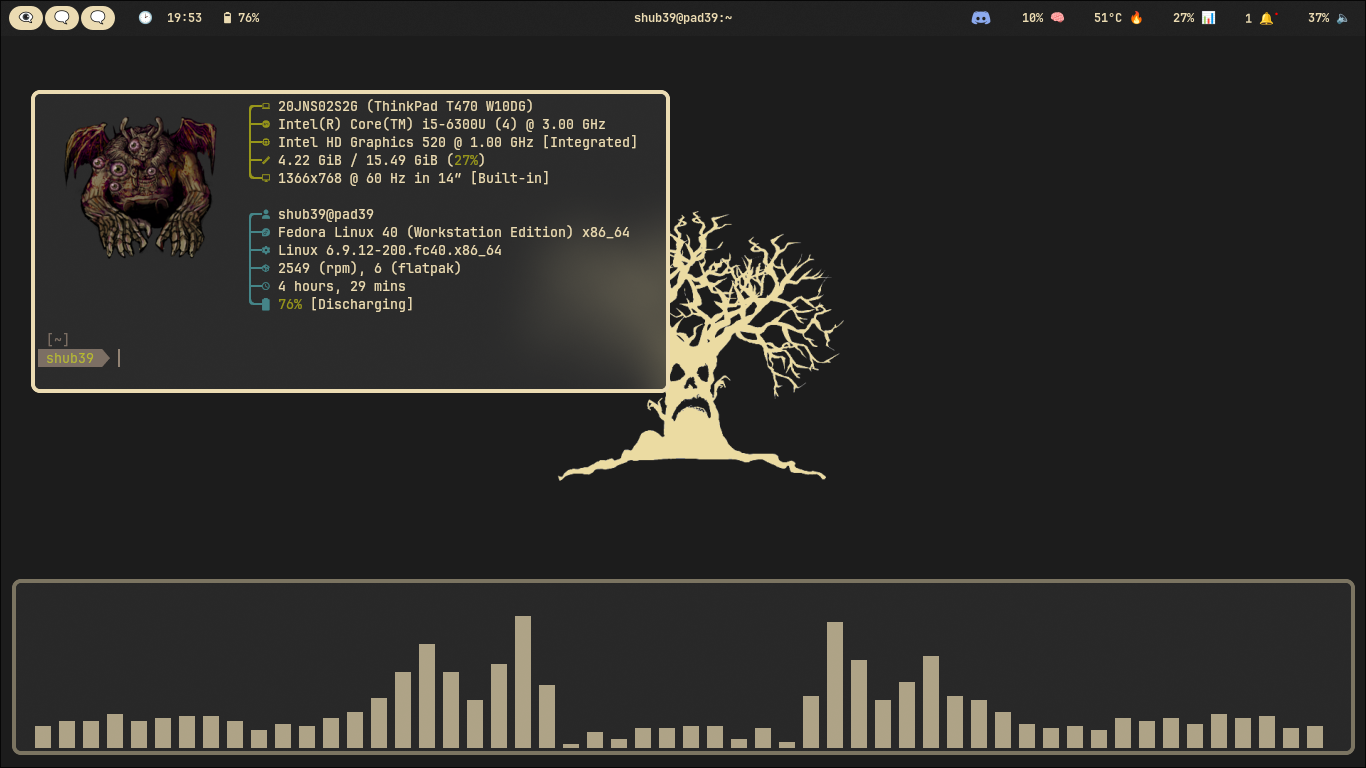 19:53 76% shub39@pad39:~ 10% 51°C 27% 1 37%
20JNS02S2G (ThinkPad T470 W10DG)
Intel(R) Core(TM) i5-6300U (4) @ 3.00 GHz
Intel HD Graphics 520 @ 1.00 GHz [Integrated]
4.22 GiB / 15.49 GiB (27%)
1366x768 @ 60 Hz in 14″ [Built-in]
shub39@pad39
Fedora Linux 40 (Workstation Edition) x86_64
Linux 6.9.12-200.fc40.x86_64
2549 (rpm), 6 (flatpak)
4 hours, 29 mins
76% [Discharging]
[~]
shub39